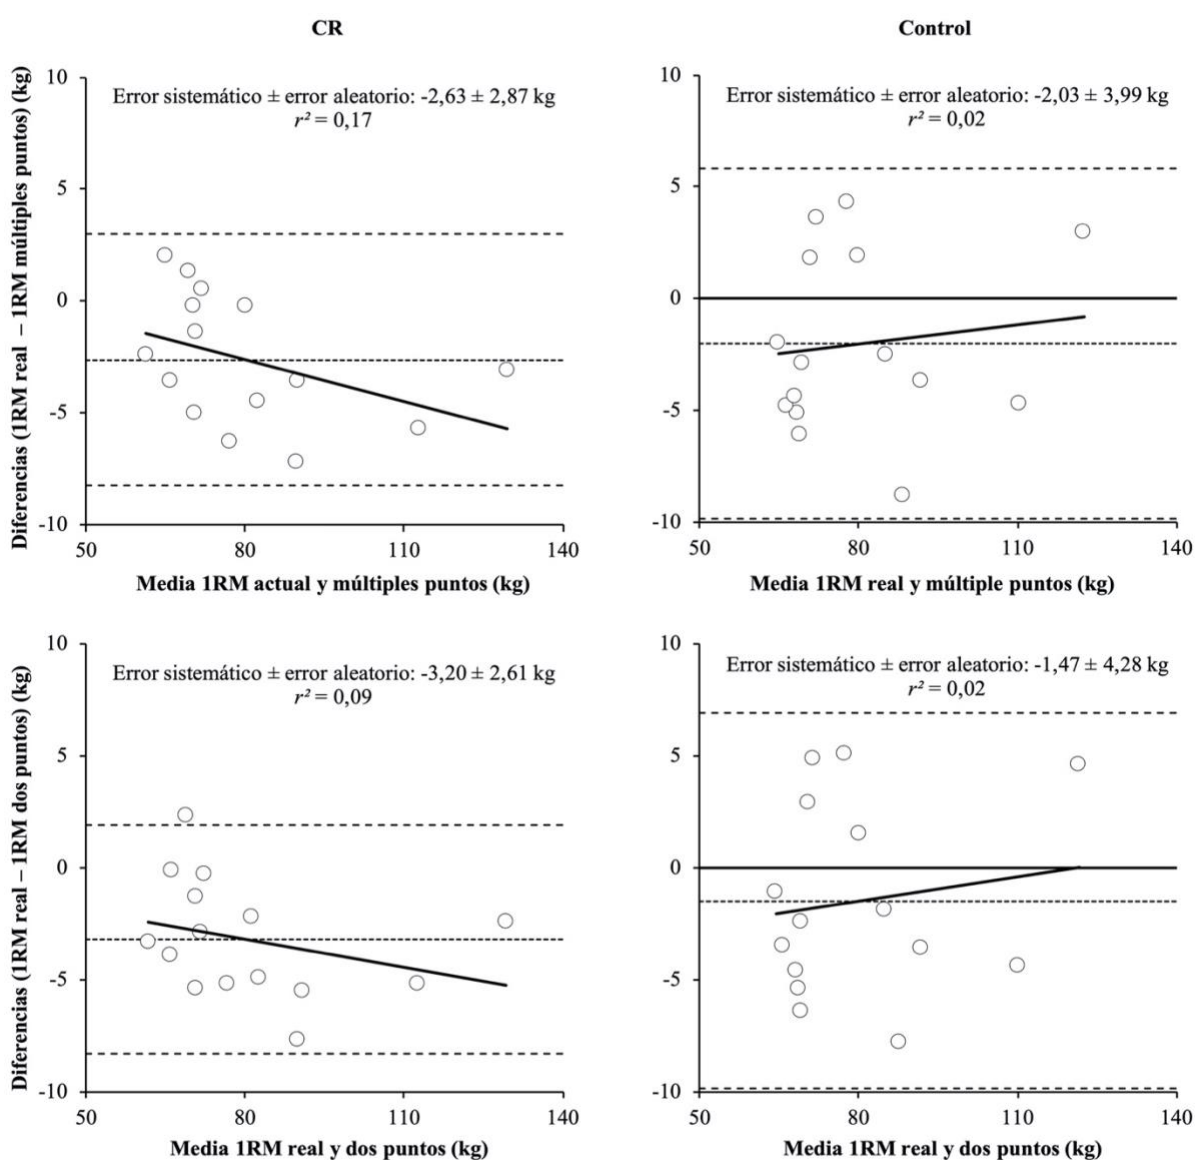 CR
Diferencias (1RM real – 1RM múltiples puntos) (kg)
10
5
0
-5
-10
Error sistemático ± error aleatorio: -2,63 ± 2,87 kg
r² = 0,17
50
80
110
140
Media 1RM actual y múltiples puntos (kg)
Control
10
5
0
-5
-10
Error sistemático ± error aleatorio: -2,03 ± 3,99 kg
r² = 0,02
50
80
110
140
Media 1RM real y múltiple puntos (kg)
Diferencias (1RM real – 1RM dos puntos) (kg)
10
5
0
-5
-10
Error sistemático ± error aleatorio: -3,20 ± 2,61 kg
r² = 0,09
50
80
110
140
Media 1RM real y dos puntos (kg)
10
5
0
-5
-10
Error sistemático ± error aleatorio: -1,47 ± 4,28 kg
r² = 0,02
50
80
110
140
Media 1RM real y dos puntos (kg)